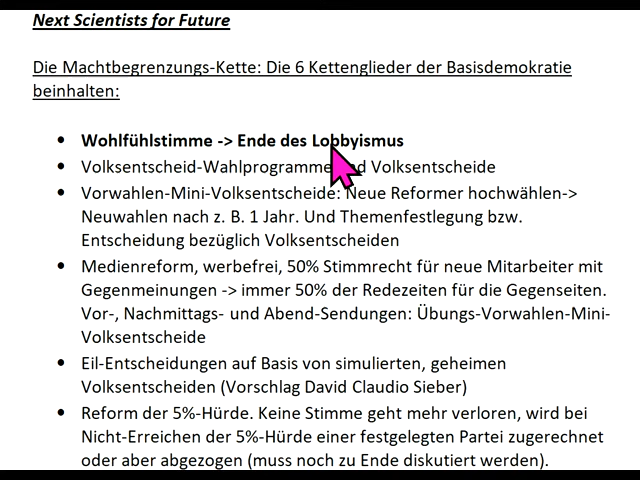 Next Scientists for Future
Die Machtbegrenzungs-Kette: Die 6 Kettenglieder der Basisdemokratie
beinhalten:
• Wohlfühlstimme -> Ende des Lobbyismus
• Volksentscheid-Wahlprogramme und Volksentscheide
• Vorwahlen-Mini-Volksentscheide: Neue Reformer hochwählen->
Neuwahlen nach z. B. 1 Jahr. Und Themenfestlegung bzw.
Entscheidung bezüglich Volksentscheiden
• Medienreform, werbefrei, 50% Stimmrecht für neue Mitarbeiter mit
Gegenmeinungen -> immer 50% der Redezeiten für die Gegenseiten.
Vor-, Nachmittags- und Abend-Sendungen: Übungs-Vorwahlen-Mini-
Volksentscheide
• Eil-Entscheidungen auf Basis von simulierten, geheimen
Volksentscheiden (Vorschlag David Claudio Sieber)
• Reform der 5%-Hürde. Keine Stimme geht mehr verloren, wird bei
Nicht-Erreichen der 5%-Hürde einer festgelegten Partei zugerechnet
oder aber abgezogen (muss noch zu Ende diskutiert werden).